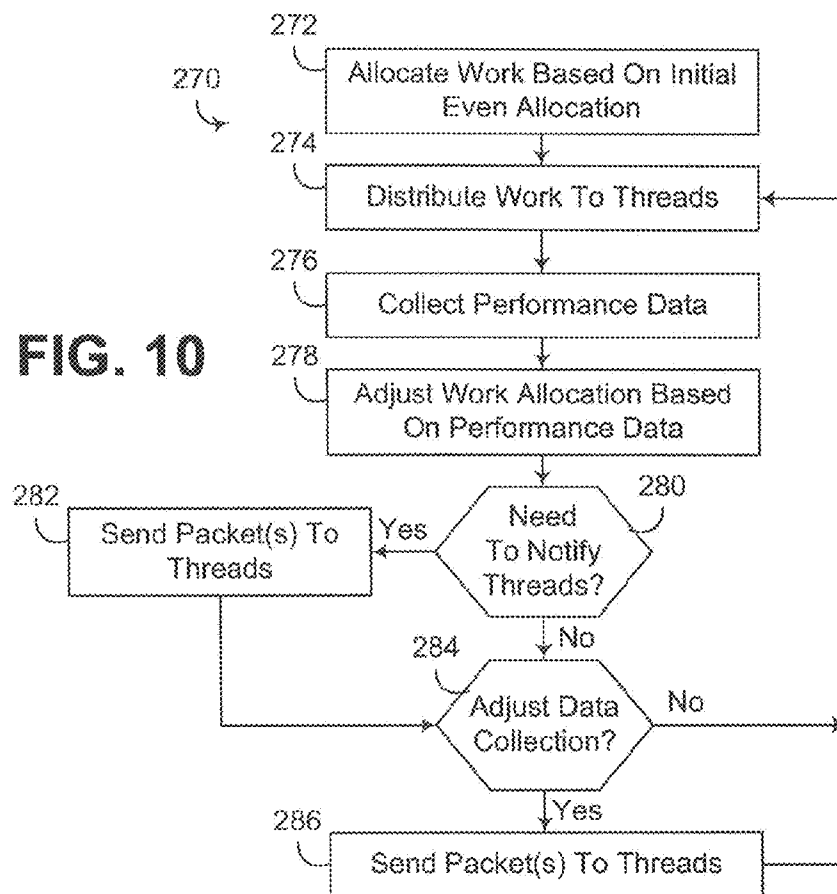 272
Allocate Work Based On Initial
Even Allocation
270
274
Distribute Work To Threads
276
Collect Performance Data
FIG. 10
278
Adjust Work Allocation Based
On Performance Data
282
Send Packet(s) To
Threads
Yes
280
Need
To Notify
Threads?
No
284
Adjust Data
Collection?
No
Yes
286
Send Packet(s) To Threads